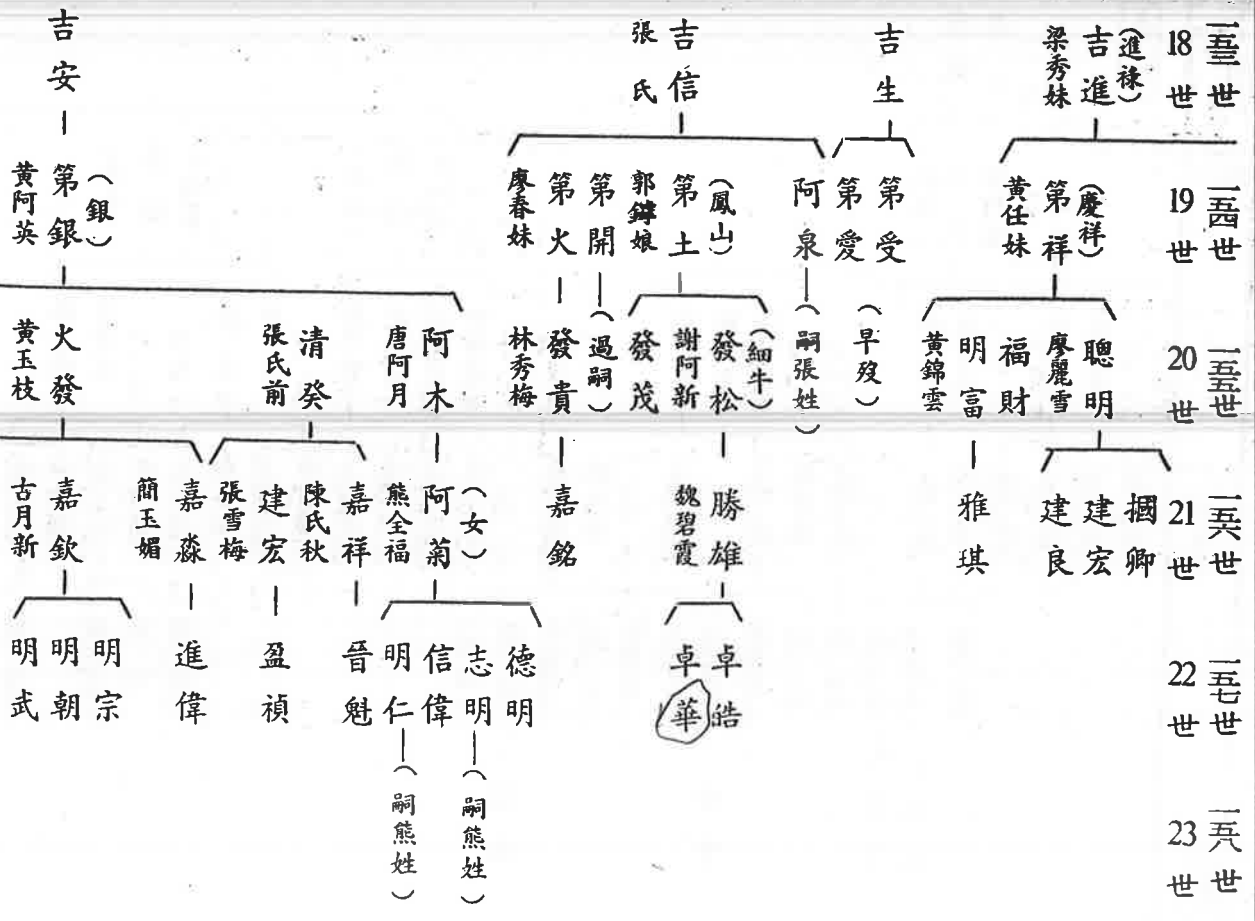 一五三世
18世
(進祿)
吉進
梁秀妹
吉生
吉信
張氏
吉安
一五四世
19世
(慶祥)
第祥
黃任妹
第受
第愛
阿泉
(鳳山)
第土
郭娘
第開
第火
廖春妹
(銀)
第銀
黃阿英
一五五世
20世
聰明
廖麗雪
福財
明富
黃錦雲
(早歿)
(嗣張姓)
(細牛)
發松
謝阿新
發茂
(過嗣)
發貴
林秀梅
阿木
唐阿月
清癸
張氏前
火發
黃玉枝
一五六世
21世
摑卿
建宏
建良
雅琪
勝雄
魏碧霞
嘉銘
(女)
阿菊
熊全福
嘉祥
陳氏秋
建宏
張雪梅
嘉淼
簡玉媚
嘉欽
古月新
一五七世
22世
卓皓
卓華
德明
志明
信偉
明仁
晉魁
盈禎
進偉
明宗
明朝
明武
一五八世
23世
(嗣熊姓)
(嗣熊姓)